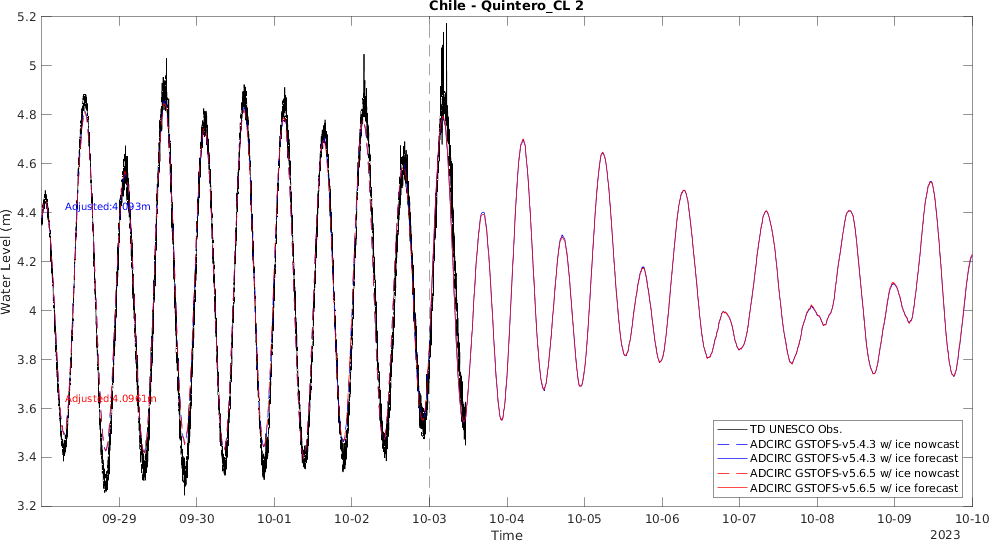 Chile - Quintero_CL 2
5.2
5
4.8
4.6
4.4
4.2
4
3.8
3.6
3.4
3.2
Water Level (m)
Adjusted:4.093m
Adjusted:4.0961m
TD UNESCO Obs.
ADCIRC GSTOFS-v5.4.3 w/ ice nowcast
ADCIRC GSTOFS-v5.4.3 w/ ice forecast
ADCIRC GSTOFS-v5.6.5 w/ ice nowcast
ADCIRC GSTOFS-v5.6.5 w/ ice forecast
09-29 09-30 10-01 10-02 10-03 10-04 10-05 10-06 10-07 10-08 10-09 10-10
Time
2023